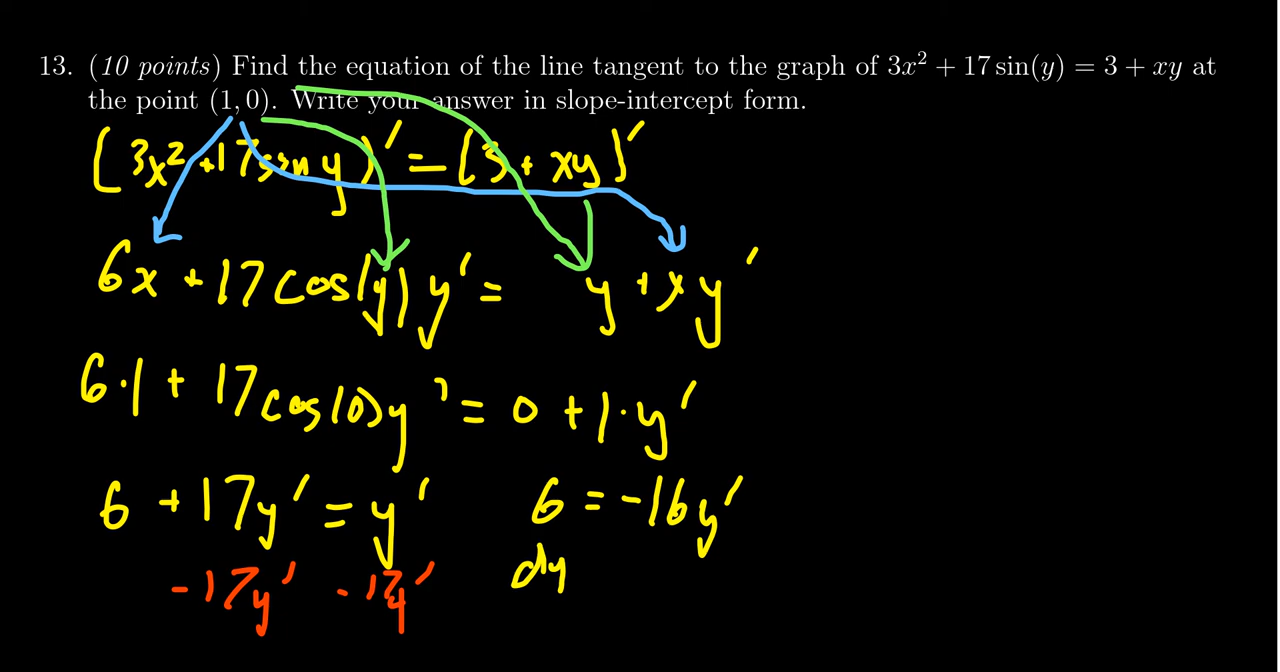 13. (10 points) Find the equation of the line tangent to the graph of 3x² + 17 sin(y) = 3 + xy at
the point (1, 0). Write your answer in slope-intercept form.
[3x² + 17 sin y]′ = [3 + xy]′
6x + 17 cos(y) y′ = y + xy′
6·1 + 17 cos(0) y′ = 0 + 1·y′
6 + 17y′ = y′ 6 = -16y′
-17y′ -17y′ dy